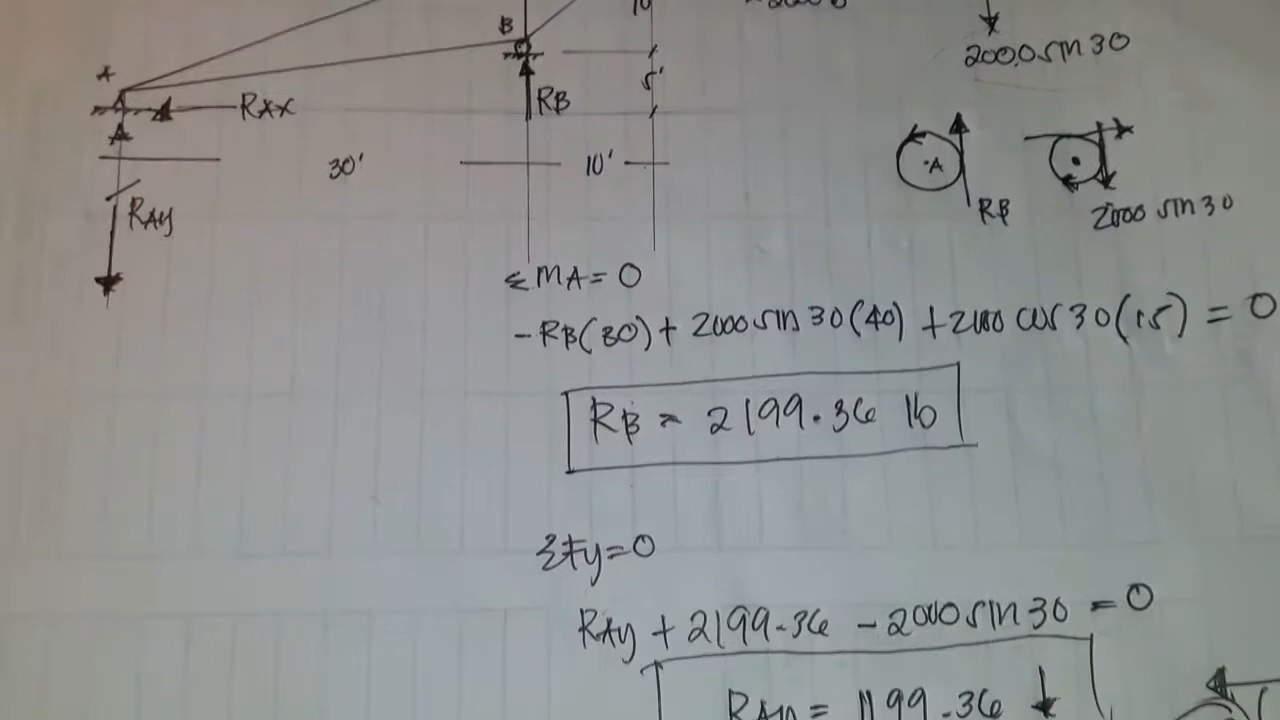 10
2000 sin 30
B
A
5'
RB
RAX
30'
10'
RAY
A
RB
2000 sin 30
ΣMA = 0
-RB(30) + 2000 sin 30 (40) + 2000 cos 30 (15) = 0
RB = 2199.36 lb
ΣFy = 0
RAY + 2199.36 - 2000 sin 30 = 0
RAY = 1199.36 ↓